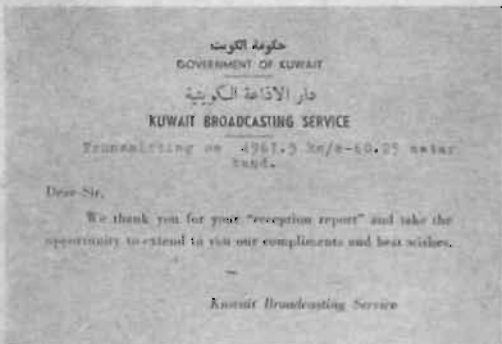 حكومة الكويت
GOVERNMENT OF KUWAIT
دار الاذاعة الكويتية
KUWAIT BROADCASTING SERVICE
Transmitting on 4967.5 kc/s-60.25 meter
band.
Dear Sir,
We thank you for your "reception report" and take the
opportunity to extend to you our compliments and best wishes.
Kuwait Broadcasting Service